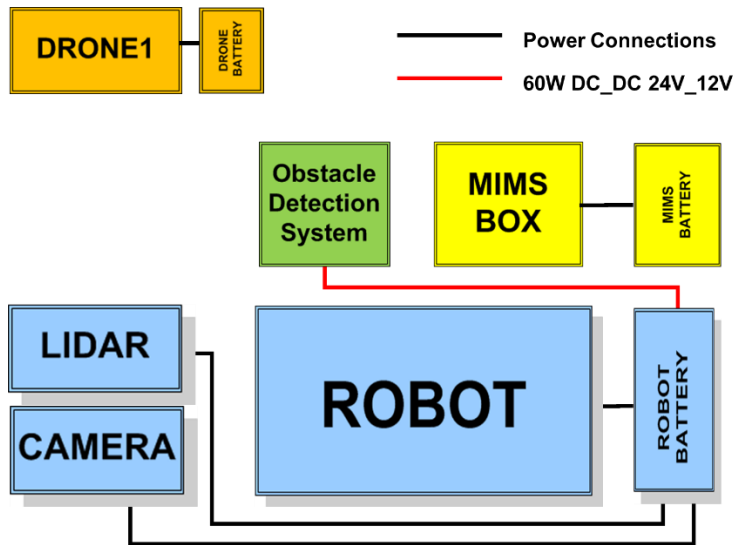 DRONE1
DRONE
BATTERY
Power Connections
60W DC_DC 24V_12V
Obstacle
Detection
System
MIMS
BOX
MIMS
BATTERY
LIDAR
CAMERA
ROBOT
ROBOT
BATTERY